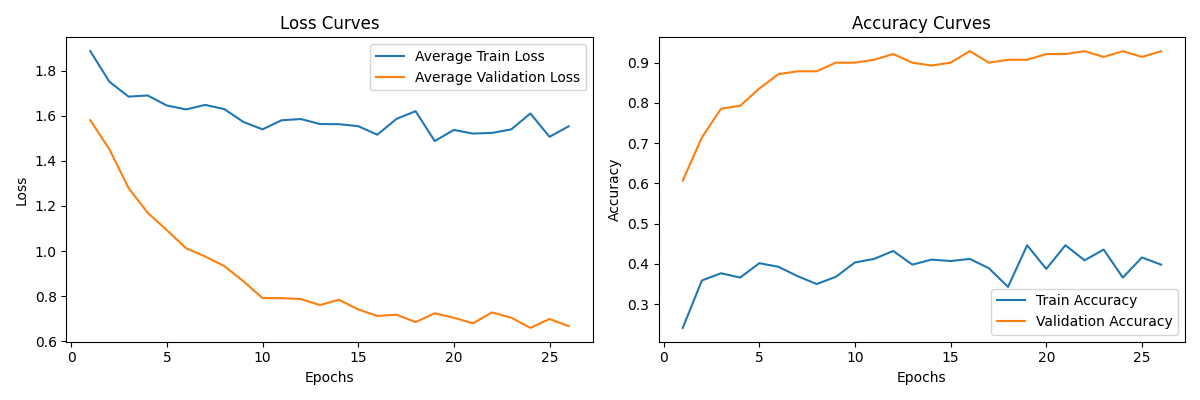 Loss Curves
1.8
1.6
1.4
1.2
1.0
0.8
0.6
Loss
0 5 10 15 20 25
Epochs
Average Train Loss
Average Validation Loss
Accuracy Curves
0.9
0.8
0.7
0.6
0.5
0.4
0.3
Accuracy
0 5 10 15 20 25
Epochs
Train Accuracy
Validation Accuracy